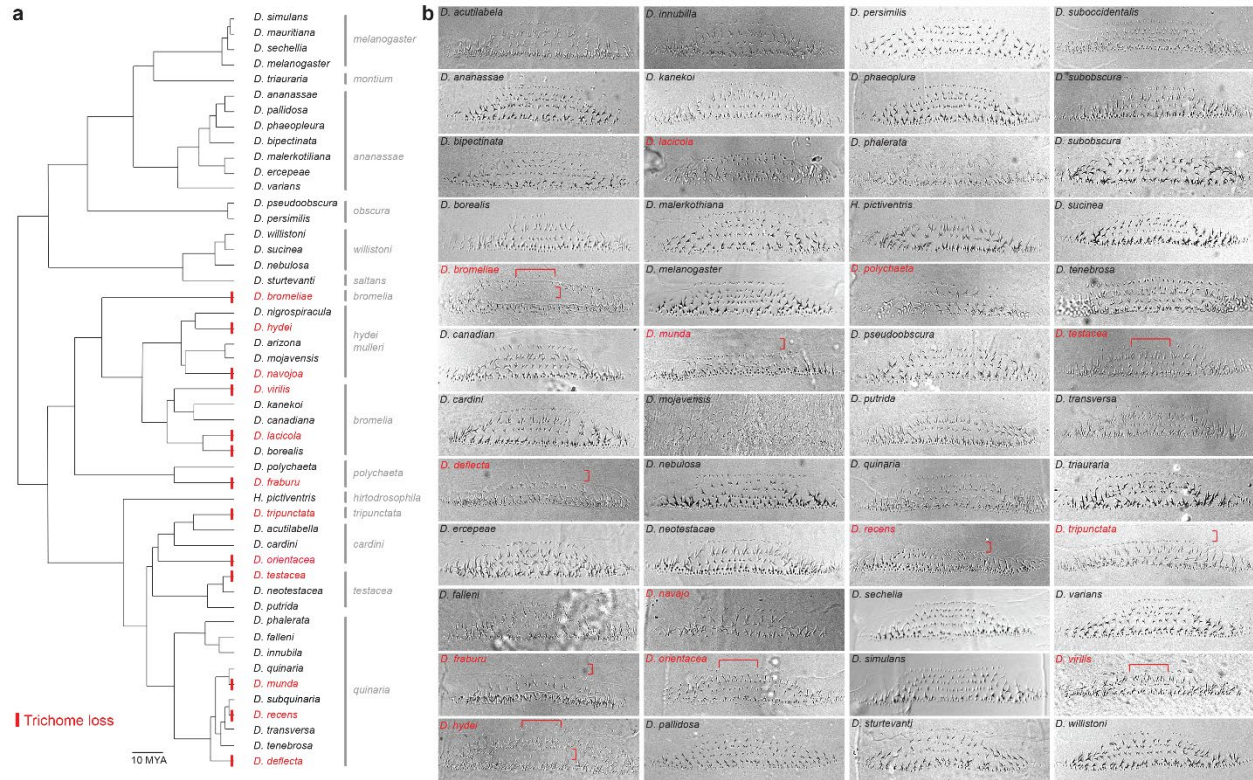 a
D. simulans
D. mauritiana
D. sechellia
D. melanogaster
melanogaster
D. triauraria
montium
D. ananassae
D. pallidosa
D. phaeopleura
D. bipectinata
D. malerkotiliana
D. ercepeae
D. varians
ananassae
D. pseudoobscura
D. persimilis
obscura
D. willistoni
D. sucinea
D. nebulosa
willistoni
D. sturtevanti
saltans
D. bromeliae
bromelia
D. nigrospiracula
D. hydei
D. arizona
D. mojavensis
D. navojoa
hydei
mulleri
D. virilis
D. kanekoi
D. canadiana
D. lacicola
D. borealis
bromelia
D. polychaeta
D. fraburu
polychaeta
H. pictiventris
hirtodrosophila
D. tripunctata
tripunctata
D. acutilabella
D. cardini
D. orientacea
cardini
D. testacea
D. neotestacea
D. putrida
testacea
D. phalerata
D. falleni
D. innubila
D. quinaria
D. munda
D. subquinaria
D. recens
D. transversa
D. tenebrosa
D. deflecta
quinaria
Trichome loss
10 MYA
b
D. acutilabela
D. innubilla
D. persimilis
D. suboccidentalis
D. ananassae
D. kanekoi
D. phaeoplura
D. subobscura
D. bipectinata
D. lacicola
D. phalerata
D. subobscura
D. borealis
D. malerkothiana
H. pictiventris
D. sucinea
D. bromeliae
D. melanogaster
D. polychaeta
D. tenebrosa
D. canadian
D. munda
D. pseudoobscura
D. testacea
D. cardini
D. mojavensis
D. putrida
D. transversa
D. deflecta
D. nebulosa
D. quinaria
D. triauraria
D. ercepeae
D. neotestacae
D. recens
D. tripunctata
D. falleni
D. navajo
D. sechelia
D. varians
D. fraburu
D. orientacea
D. simulans
D. virilis
D. hydei
D. pallidosa
D. sturtevanti
D. willistoni